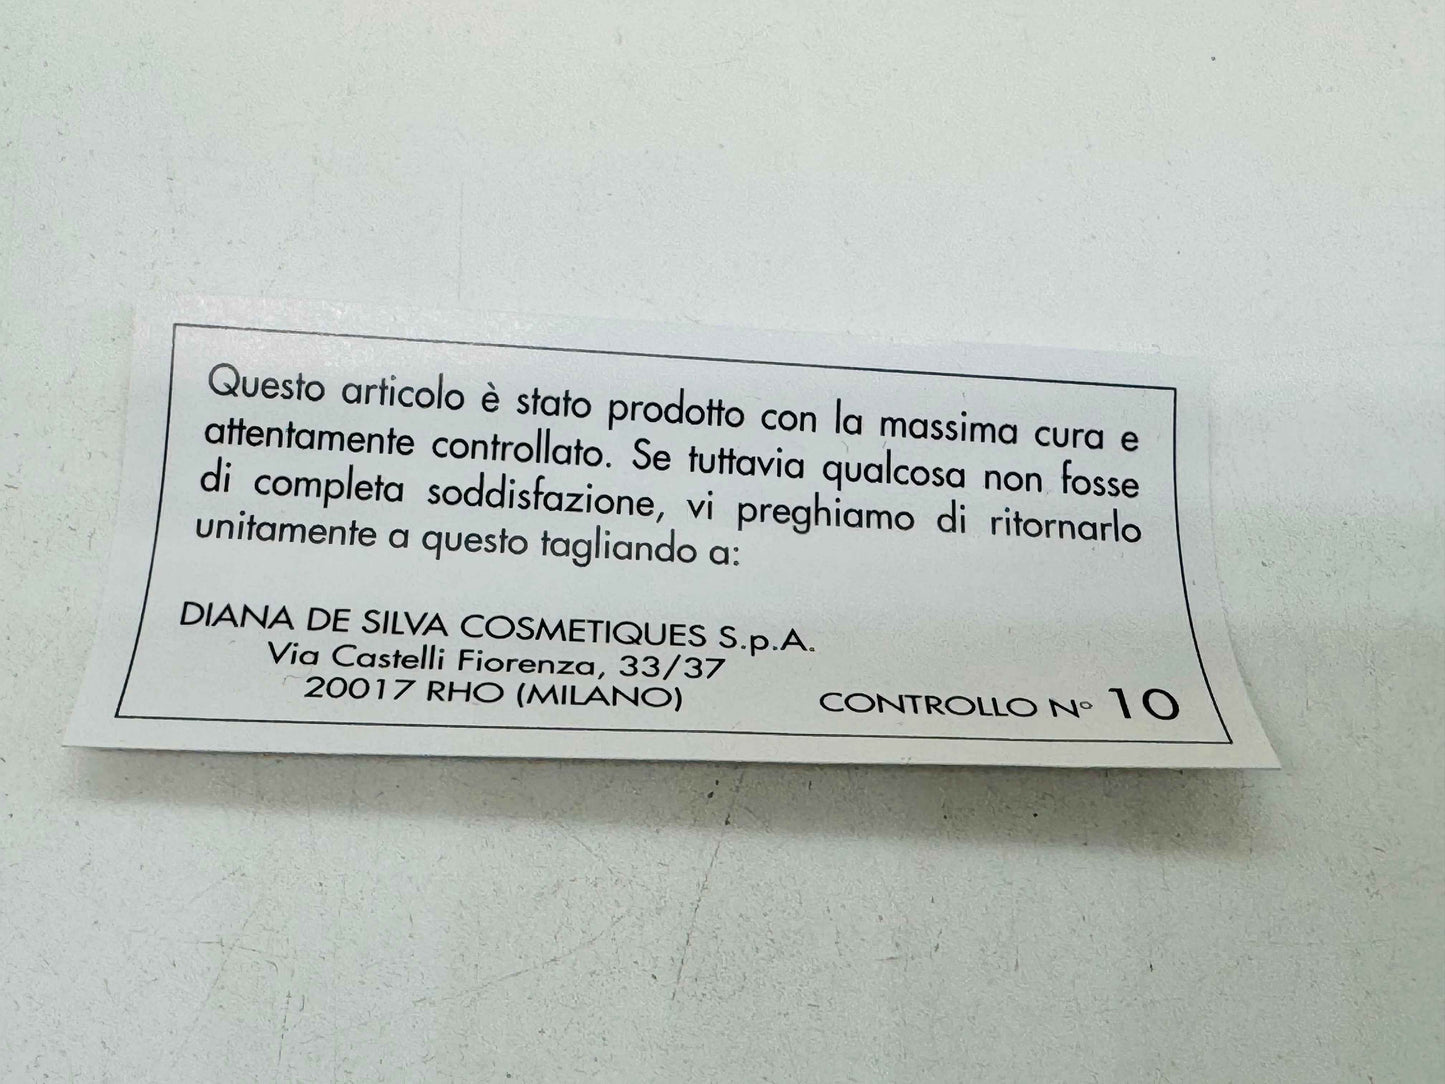 Questo articolo è stato prodotto con la massima cura e
attentamente controllato. Se tuttavia qualcosa non fosse
di completa soddisfazione, vi preghiamo di ritornarlo
unitamente a questo tagliando a:
DIANA DE SILVA COSMETIQUES S.p.A.
Via Castelli Fiorenza, 33/37
20017 RHO (MILANO)
CONTROLLO N° 10